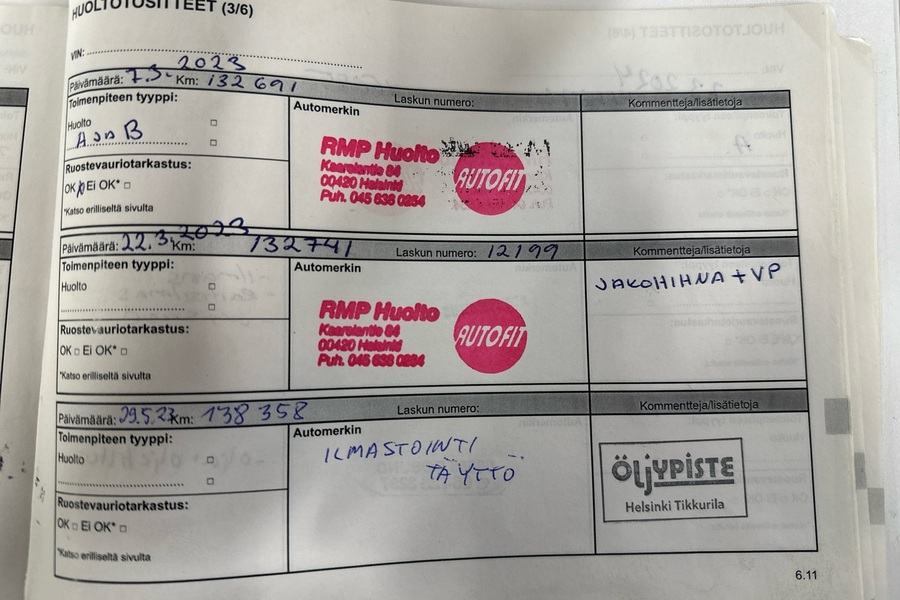 HUOLTOTOSITTEET (3/6)
VIN:
Päivämäärä: 7.3.2023 Km: 132 691 Laskun numero: Kommentteja/lisätietoja
Toimenpiteen tyyppi:
Huolto
A JA B
Ruostevauriotarkastus:
OK Ei OK*
*Katso erilliseltä sivulta
Automerkin
RMP Huolto
Kaarelantie 84
00420 Helsinki
Puh. 045 638 0254
AUTOFIT
Päivämäärä: 22.3.2023 Km: 132741 Laskun numero: 12199 Kommentteja/lisätietoja
Toimenpiteen tyyppi:
Huolto
Ruostevauriotarkastus:
OK Ei OK*
*Katso erilliseltä sivulta
Automerkin
RMP Huolto
Kaarelantie 84
00420 Helsinki
Puh. 045 638 0254
AUTOFIT
JAKOHIHNA + VP
Päivämäärä: 29.5.23 Km: 138 358 Laskun numero: Kommentteja/lisätietoja
Toimenpiteen tyyppi:
Huolto
Ruostevauriotarkastus:
OK Ei OK*
*Katso erilliseltä sivulta
Automerkin
ILMASTOINTI
TÄYTTÖ
ÖLJYPISTE
Helsinki Tikkurila
6.11